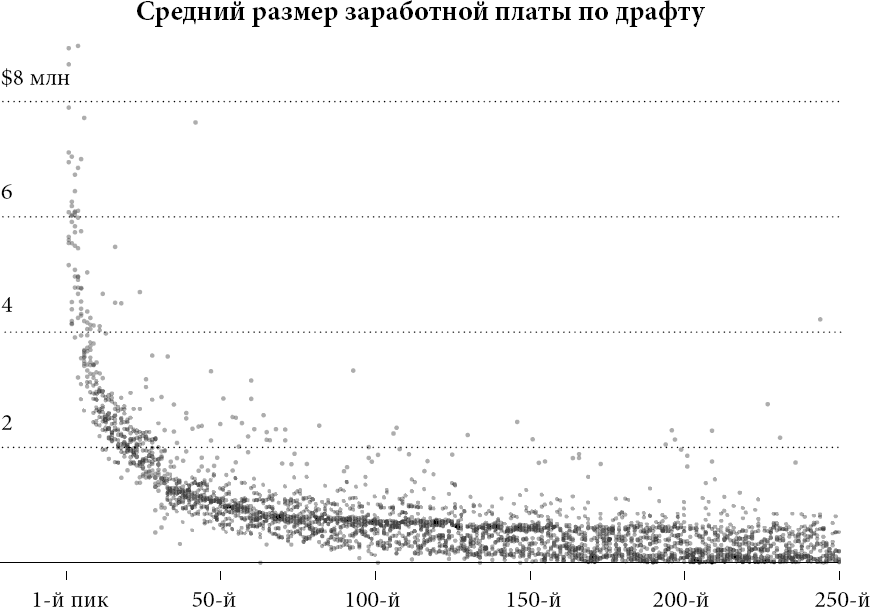 Средний размер заработной платы по драфту
$8 млн
6
4
2
1-й пик 50-й 100-й 150-й 200-й 250-й